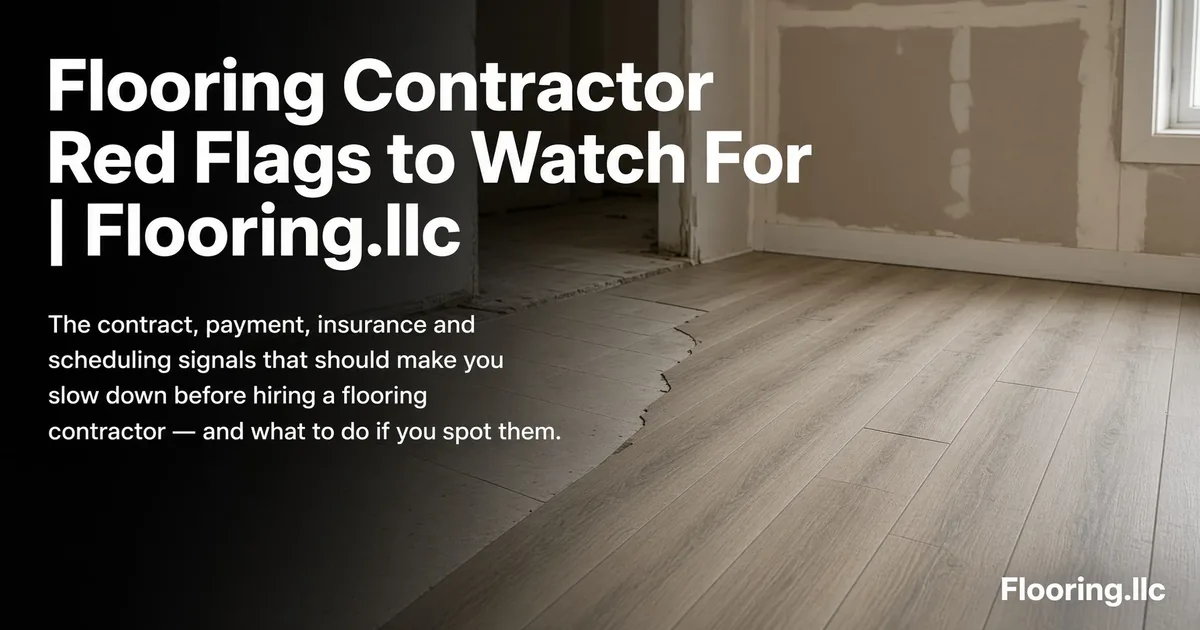 Flooring Contractor
Red Flags to Watch For
| Flooring.llc
The contract, payment, insurance and
scheduling signals that should make you
slow down before hiring a flooring
contractor — and what to do if you spot them.
Flooring.llc